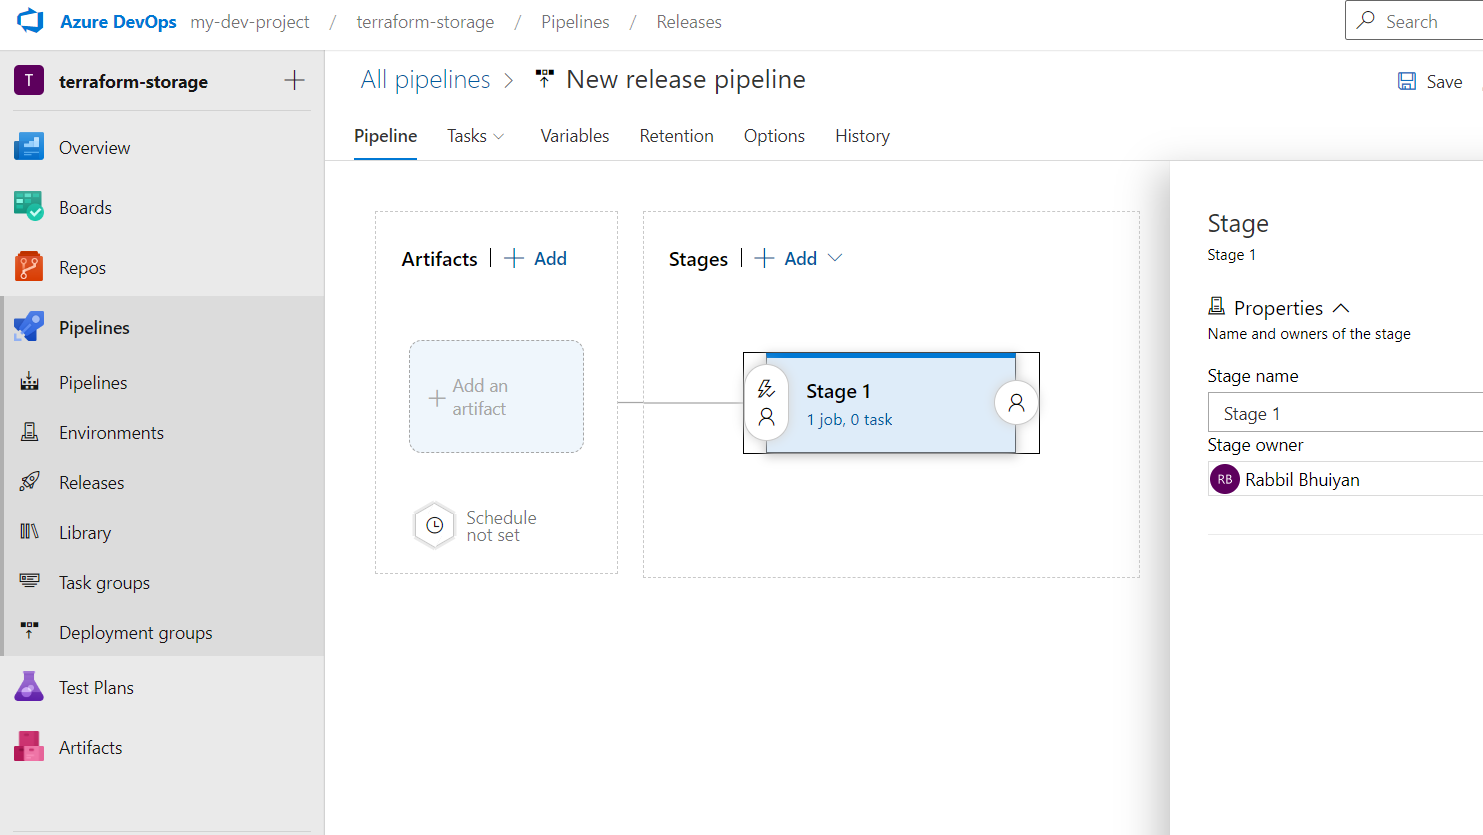 Azure DevOps my-dev-project / terraform-storage / Pipelines / Releases
Search
T terraform-storage
Overview
Boards
Repos
Pipelines
Pipelines
Environments
Releases
Library
Task groups
Deployment groups
Test Plans
Artifacts
All pipelines > New release pipeline
Save
Pipeline Tasks Variables Retention Options History
Artifacts | + Add
Add an
artifact
Schedule
not set
Stages | + Add
Stage 1
1 job, 0 task
Stage
Stage 1
Properties
Name and owners of the stage
Stage name
Stage 1
Stage owner
RB Rabbil Bhuiyan